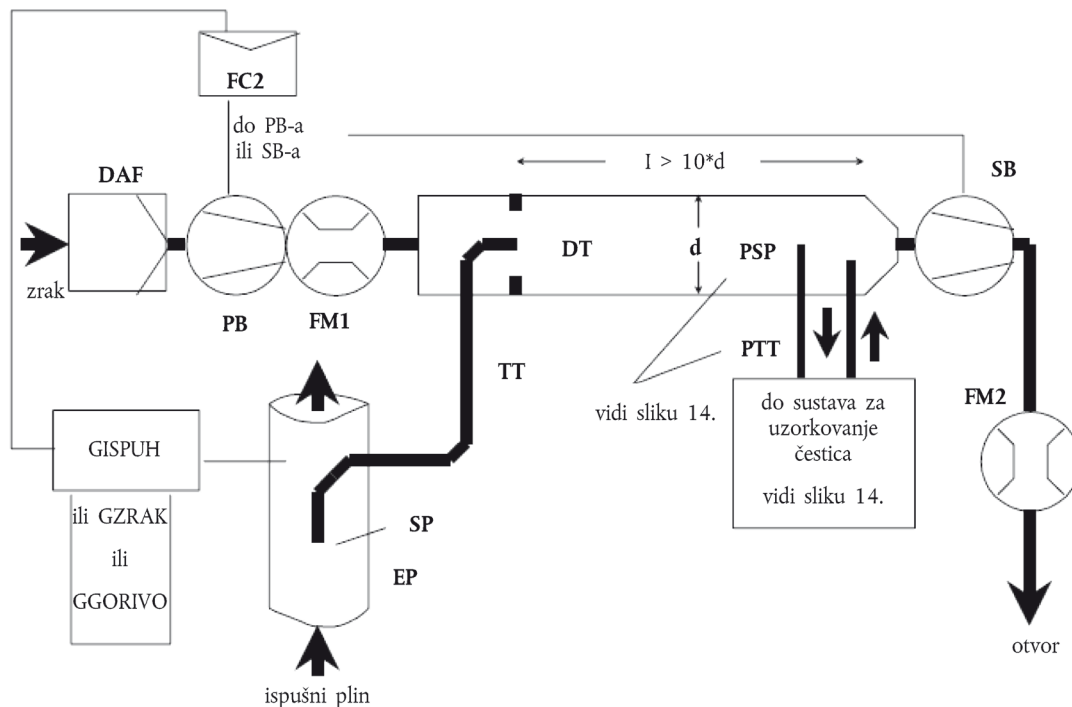 FC2
do PB-a
ili SB-a
l > 10*d
SB
DAF
zrak
PB
FM1
DT
d
PSP
TT
PTT
vidi sliku 14.
do sustava za
uzorkovanje
čestica
vidi sliku 14.
FM2
GISPUH
ili GZRAK
ili
GGORIVO
SP
EP
ispušni plin
otvor